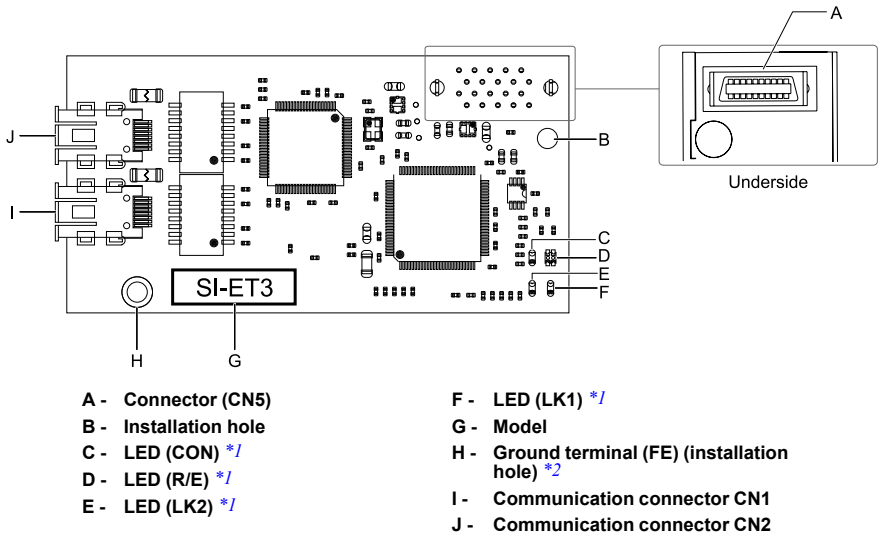 A
B
J
I
Underside
C
D
E
F
SI-ET3
H
G
A - Connector (CN5)
B - Installation hole
C - LED (CON) *1
D - LED (R/E) *1
E - LED (LK2) *1
F - LED (LK1) *1
G - Model
H - Ground terminal (FE) (installation
hole) *2
I - Communication connector CN1
J - Communication connector CN2